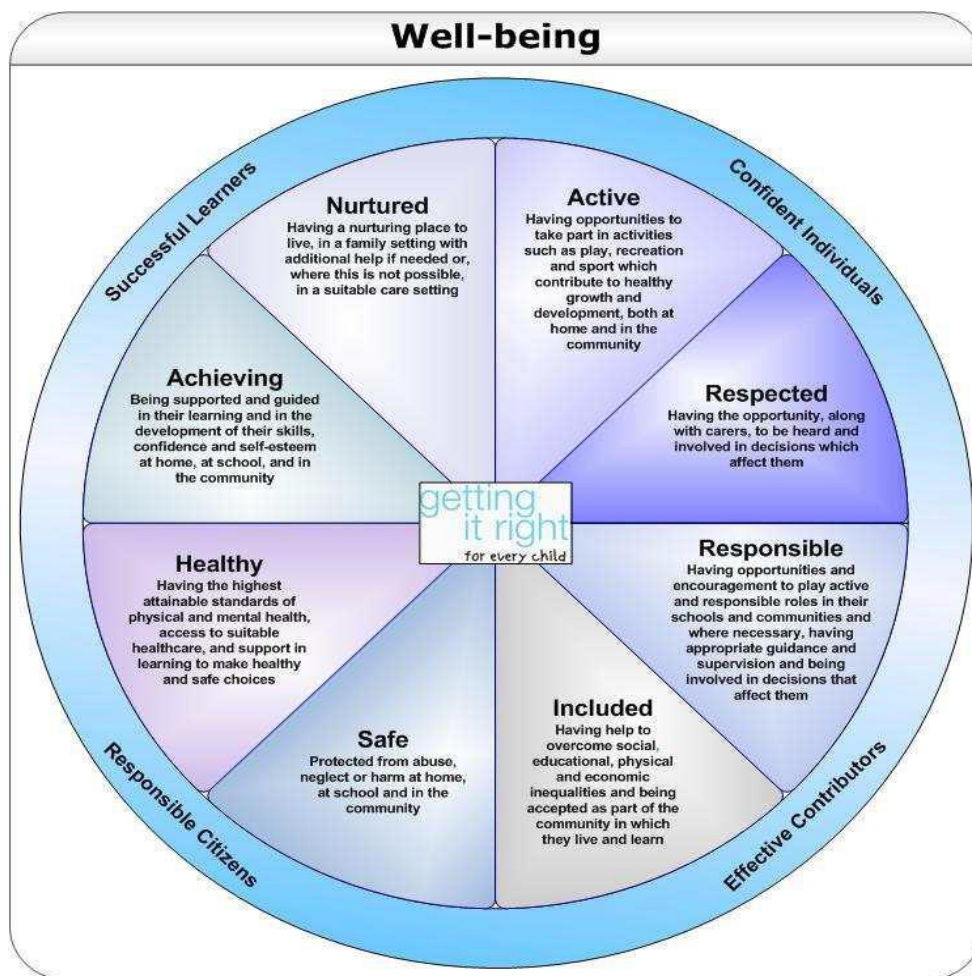 Well-being
Successful Learners
Confident Individuals
Nurtured
Having a nurturing place to
live, in a family setting with
additional help if needed or,
where this is not possible,
in a suitable care setting
Active
Having opportunities to
take part in activities
such as play, recreation
and sport which
contribute to healthy
growth and
development, both at
home and in the
community
Achieving
Being supported and guided
in their learning and in the
development of their skills,
confidence and self-esteem
at home, at school, and in
the community
Respected
Having the opportunity, along
with carers, to be heard and
involved in decisions which
affect them
getting
it right
for every child
Healthy
Having the highest
attainable standards of
physical and mental health,
access to suitable
healthcare, and support in
learning to make healthy
and safe choices
Responsible
Having opportunities and
encouragement to play active
and responsible roles in their
schools and communities and
where necessary, having
appropriate guidance and
supervision and being
involved in decisions that
affect them
Safe
Protected from abuse,
neglect or harm at home,
at school and in the
community
Included
Having help to
overcome social,
educational, physical
and economic
inequalities and being
accepted as part of the
community in which
they live and learn
Responsible Citizens
Effective Contributors